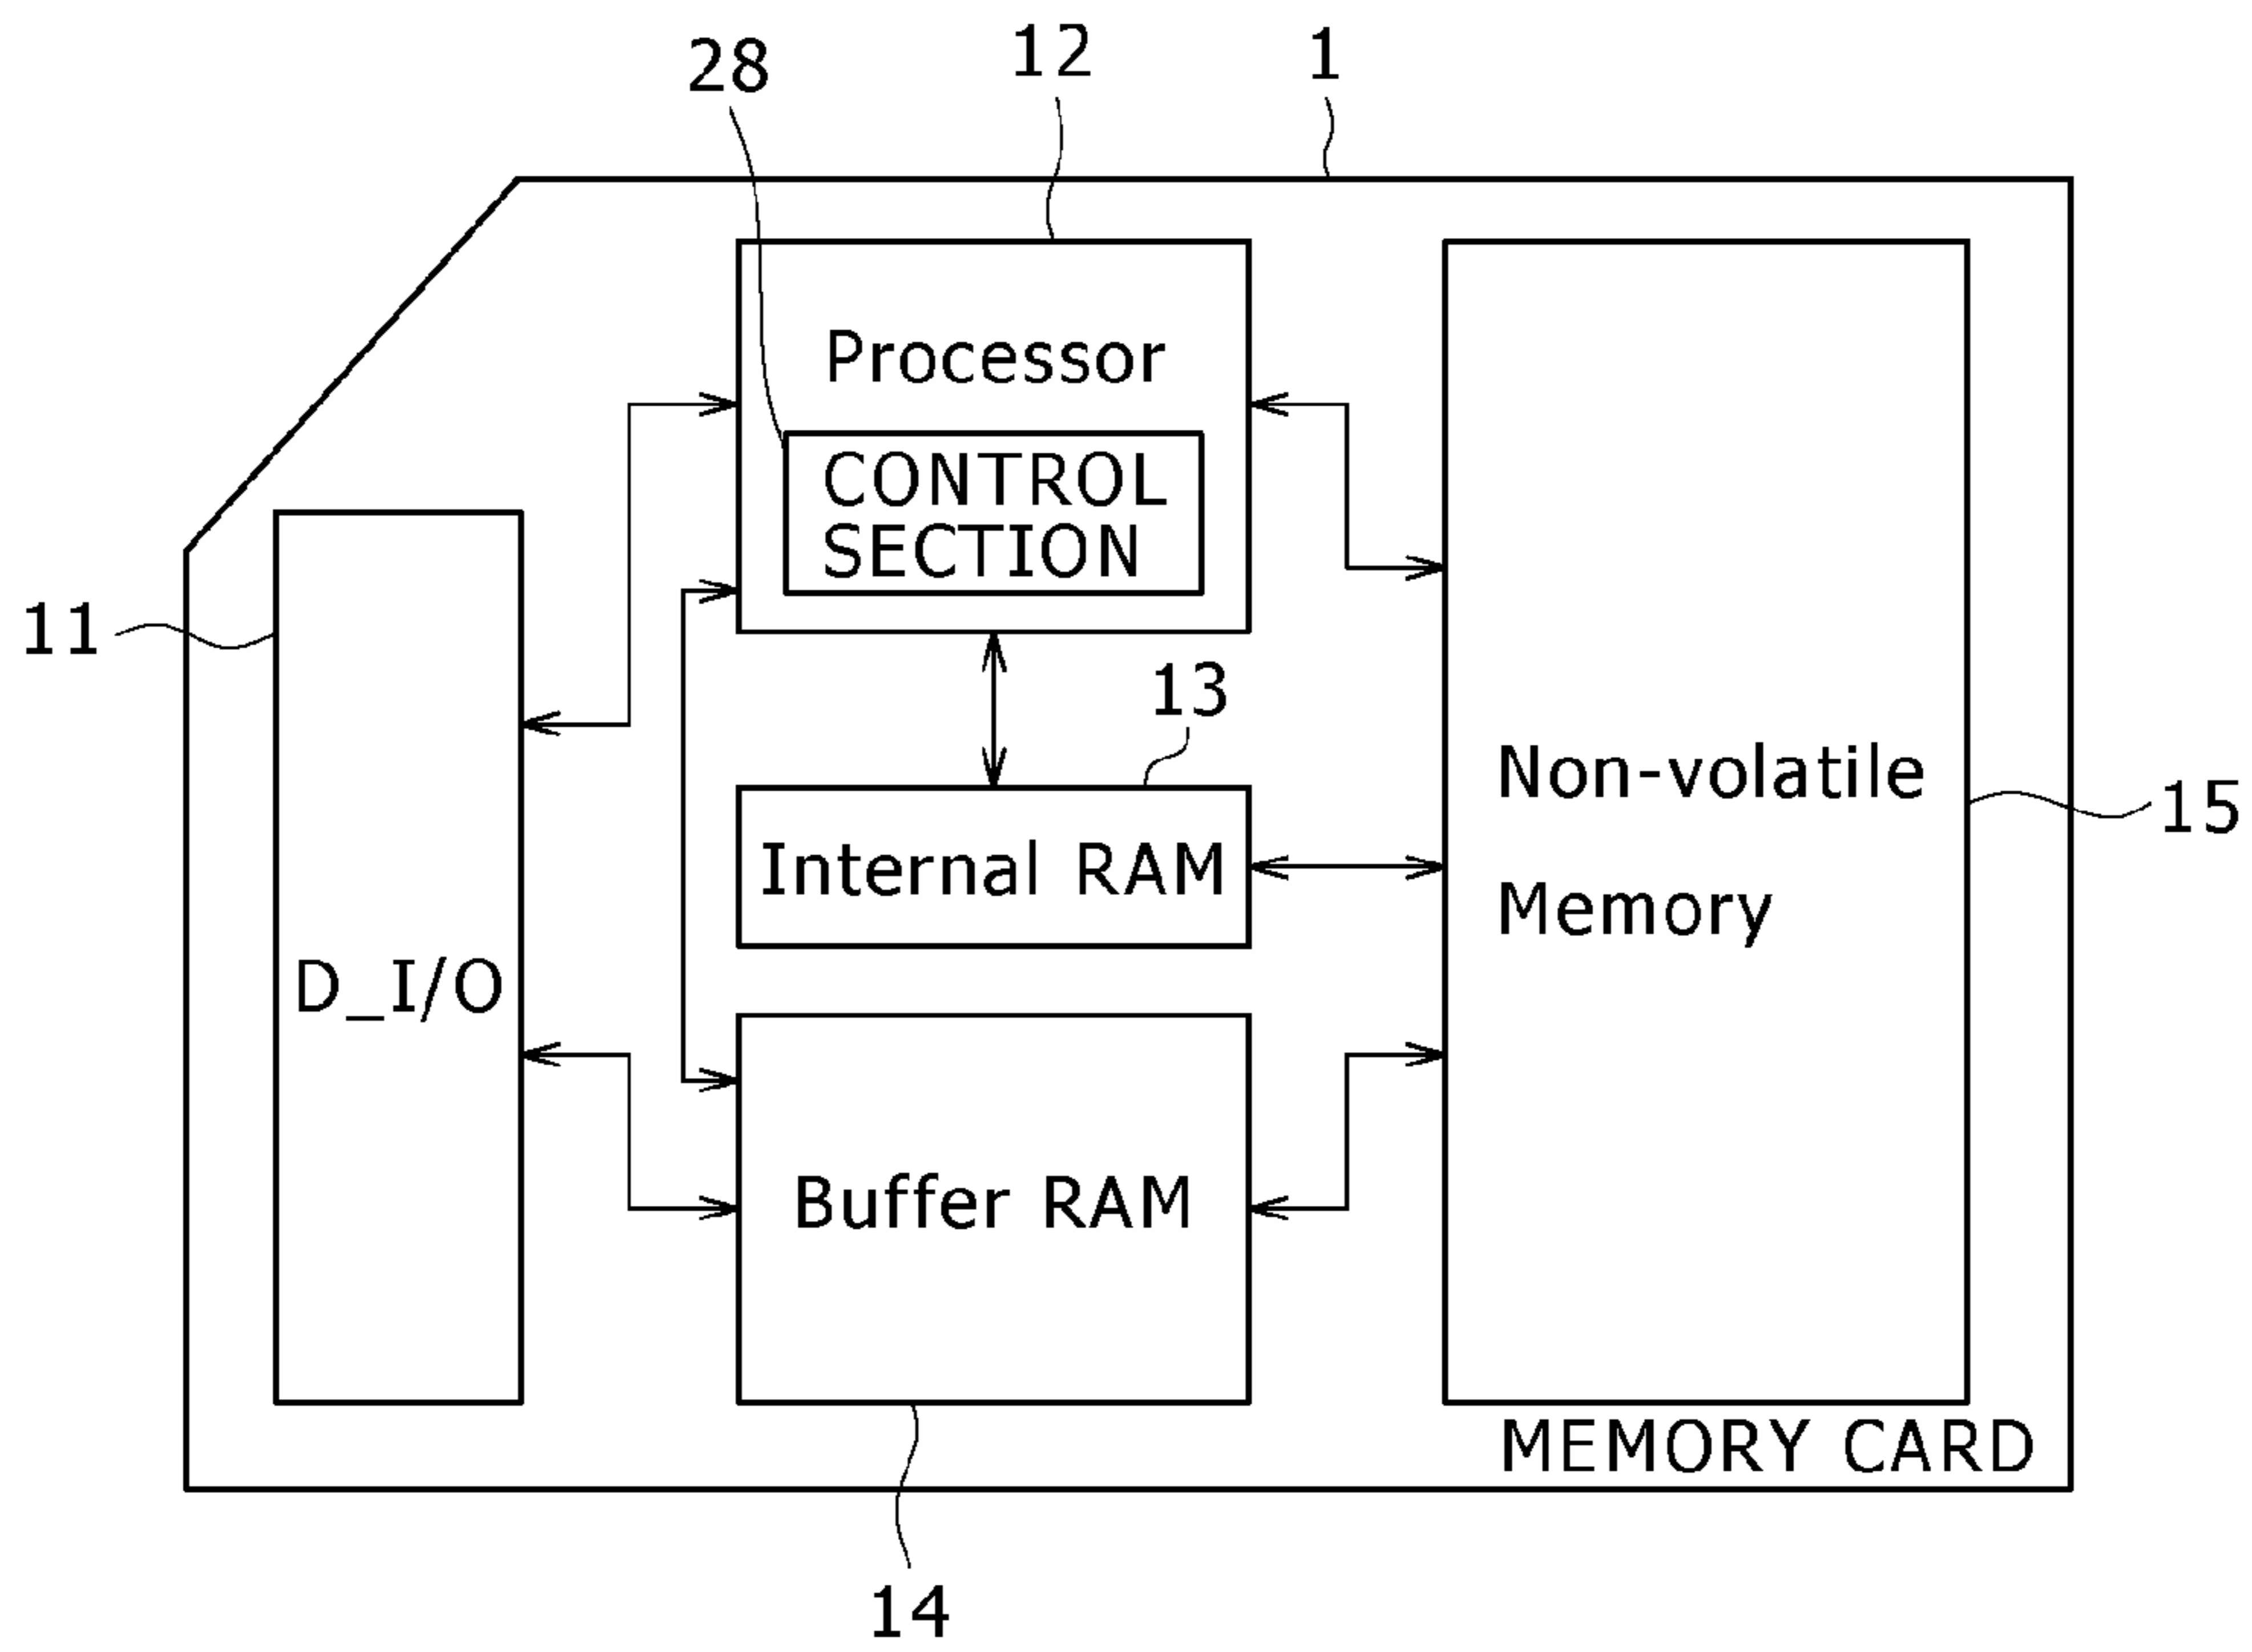 28
12
1
Processor
CONTROL
SECTION
11
13
Non-volatile
Memory
15
Internal RAM
D_I/O
Buffer RAM
MEMORY CARD
14